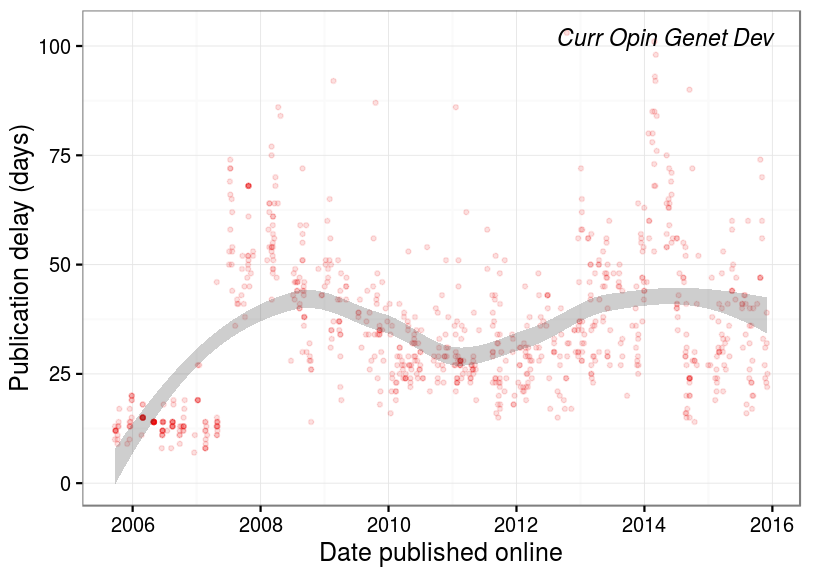 Curr Opin Genet Dev
Publication delay (days)
100
75
50
25
0
2006 2008 2010 2012 2014 2016
Date published online